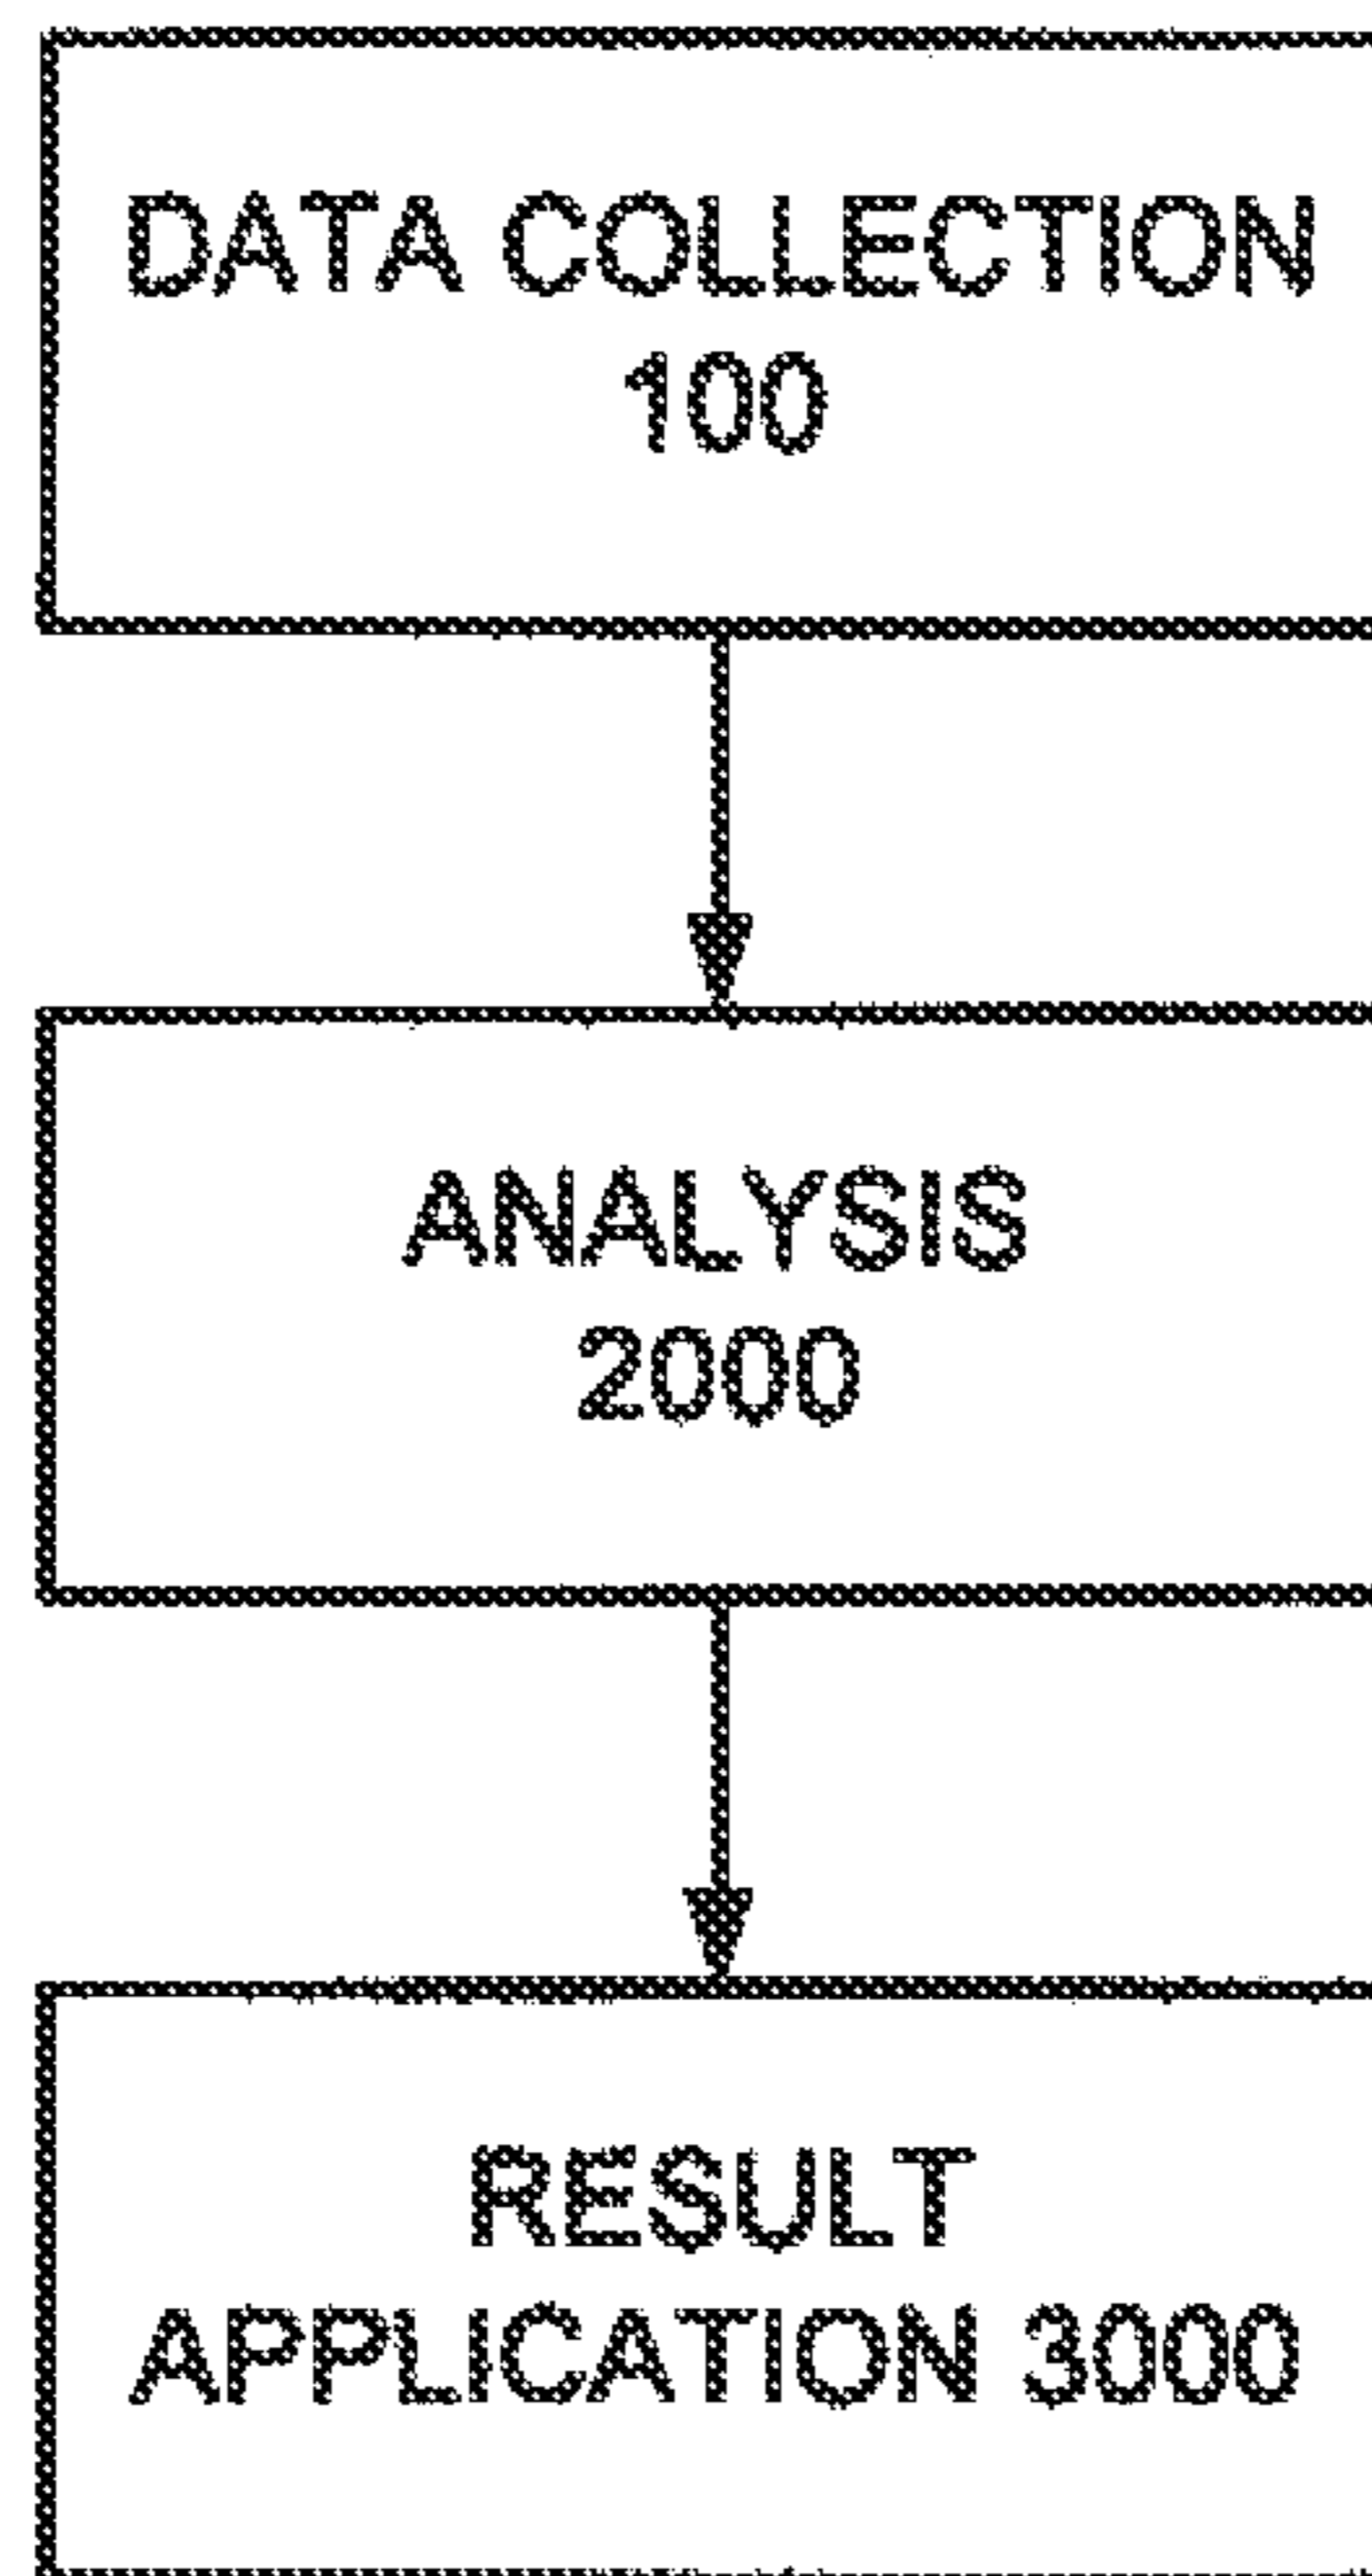 DATA COLLECTION
100
ANALYSIS
2000
RESULT
APPLICATION 3000